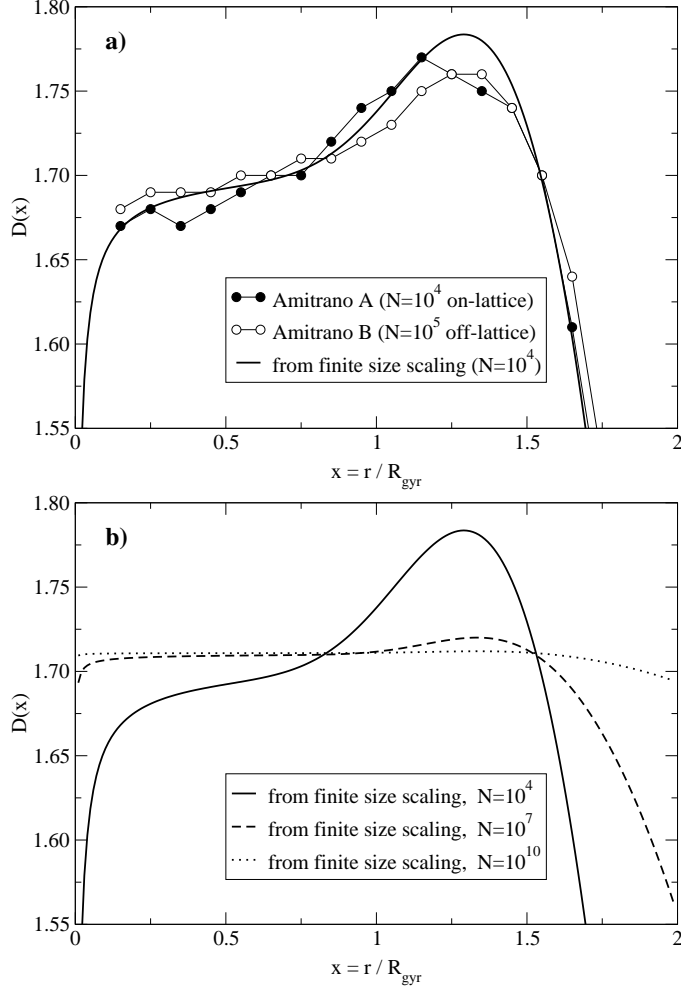 1.80
a)
1.75
1.70
D(x)
1.65
Amitrano A (N=10^4 on-lattice)
Amitrano B (N=10^5 off-lattice)
1.60
from finite size scaling (N=10^4)
1.55
0 0.5 1 1.5 2
x = r / R_gyr
1.80
b)
1.75
1.70
D(x)
1.65
from finite size scaling, N=10^4
1.60
from finite size scaling, N=10^7
from finite size scaling, N=10^10
1.55
0 0.5 1 1.5 2
x = r / R_gyr